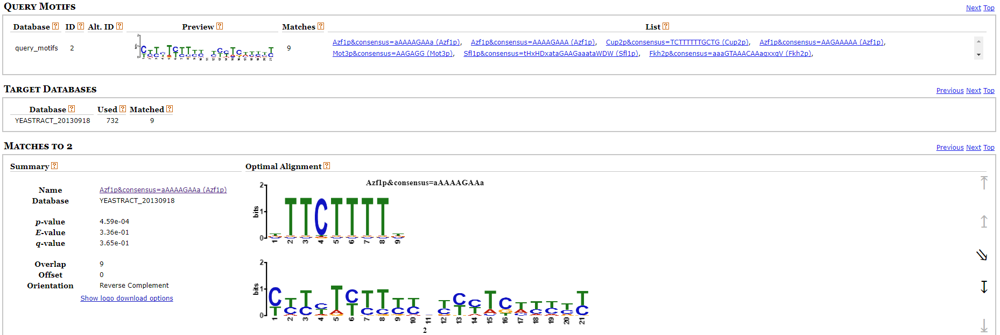 QUERY MOTIFS
Next Top
Database ? ID ? Alt. ID ? Preview ? Matches ? List ?
query_motifs 2 9 Azf1p&consensus=aAAAAGAAa (Azf1p), Azf1p&consensus=AAAAGAAA (Azf1p), Cup2p&consensus=TCTTTTTTGCTG (Cup2p), Azf1p&consensus=AAGAAAAA (Azf1p),
Mot3p&consensus=AAGAGG (Mot3p), Sfl1p&consensus=tHxHDxataGAAGaaataWDW (Sfl1p), Fkh2p&consensus=aaaGTAAACAAaqxxgV (Fkh2p),
TARGET DATABASES
Previous Next Top
Database ? Used ? Matched ?
YEASTRACT_20130918 732 9
MATCHES TO 2
Previous Next Top
Summary ? Optimal Alignment ?
Name Azf1p&consensus=aAAAAGAAa (Azf1p)
Database YEASTRACT_20130918
p-value 4.59e-04
E-value 3.36e-01
q-value 3.65e-01
Overlap 9
Offset 0
Orientation Reverse Complement
Show logo download options
Azf1p&consensus=aAAAAGAAa
2
bits
1
0
TTCTTTT
1 2 3 4 5 6 7 8 9
2
bits
1
0
1 2 3 4 5 6 7 8 9 10 11 12 13 14 15 16 17 18 19 20 21
2